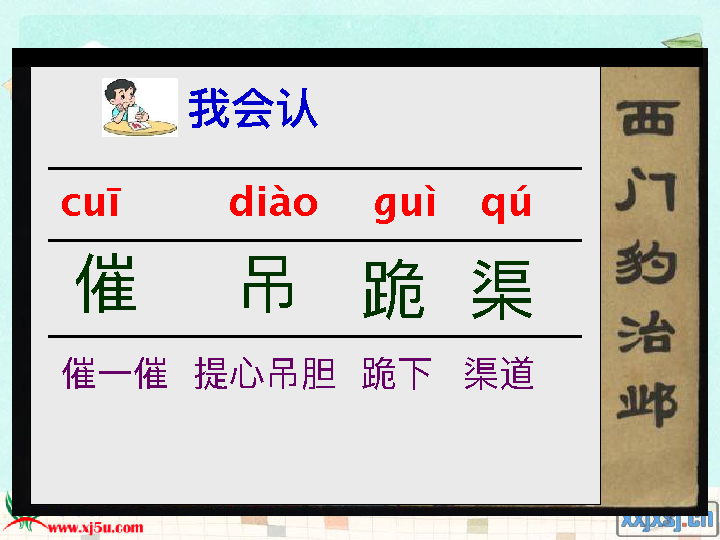 我会认
cuī diào guì qú
催 吊 跪 渠
催一催 提心吊胆 跪下 渠道
西门豹治邺
www.xj5u.com
xxjxsj.cn